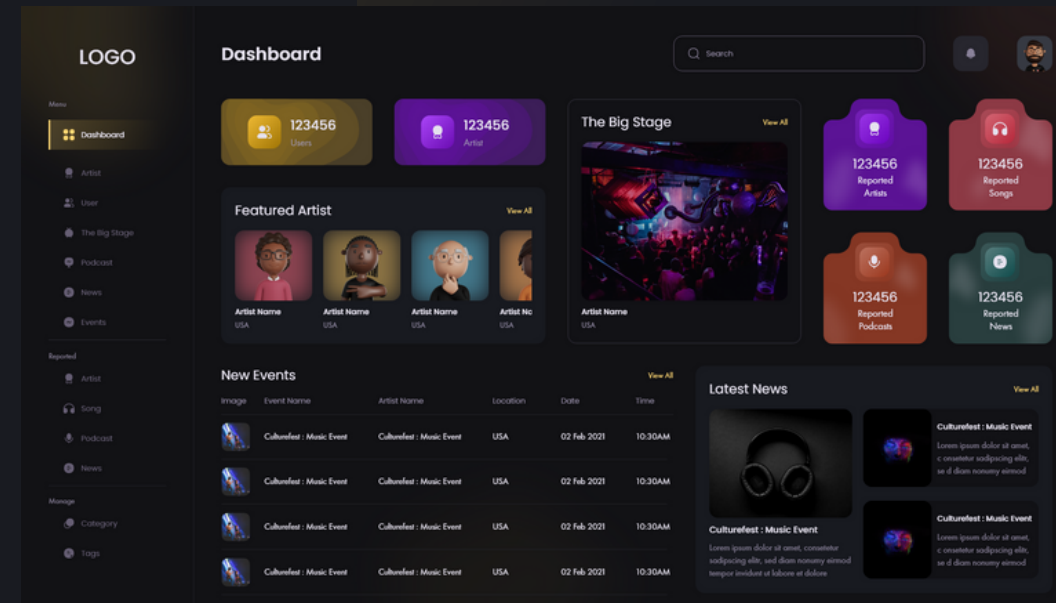 LOGO
Menu
Dashboard
Artist
User
The Big Stage
Podcast
News
Events
Reported
Artist
Song
Podcast
News
Manage
Category
Tags
Dashboard
Search
123456
Users
123456
Artist
Featured Artist
View All
Artist Name
USA
Artist Name
USA
Artist Name
USA
Artist Na
USA
The Big Stage
View All
Artist Name
USA
123456
Reported
Artists
123456
Reported
Songs
123456
Reported
Podcasts
123456
Reported
News
New Events
View All
Image Event Name Artist Name Location Date Time
Culturefest : Music Event Culturefest : Music Event USA 02 Feb 2021 10:30AM
Culturefest : Music Event Culturefest : Music Event USA 02 Feb 2021 10:30AM
Culturefest : Music Event Culturefest : Music Event USA 02 Feb 2021 10:30AM
Culturefest : Music Event Culturefest : Music Event USA 02 Feb 2021 10:30AM
Latest News
View All
Culturefest : Music Event
Lorem ipsum dolor sit amet, consetetur
sadipscing elitr, sed diam nonumy eirmod
tempor invidunt ut labore et dolore
Culturefest : Music Event
Lorem ipsum dolor sit amet,
c onsetetur sadipscing elitr,
se d diam nonumy eirmod
Culturefest : Music Event
Lorem ipsum dolor sit amet,
c onsetetur sadipscing elitr,
se d diam nonumy eirmod